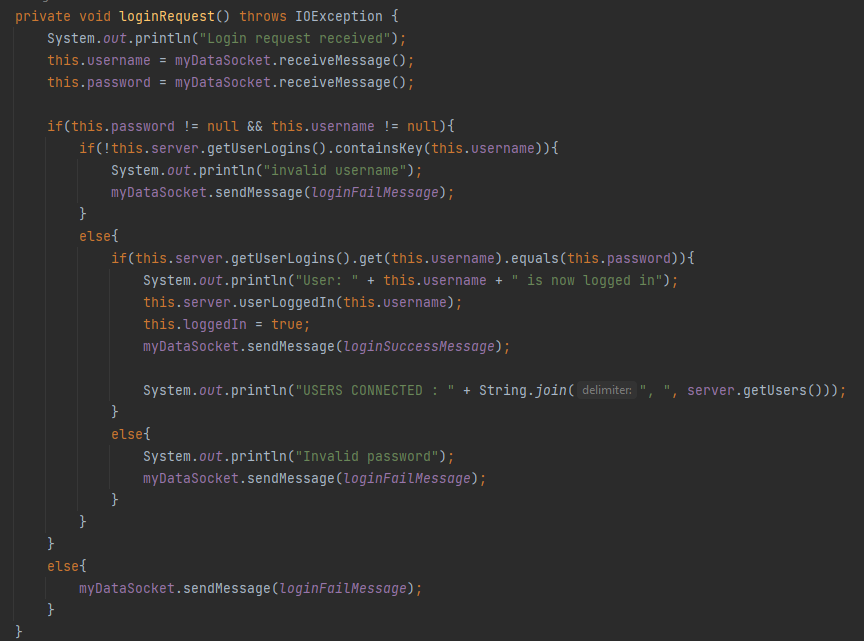 private void loginRequest() throws IOException {
    System.out.println("Login request received");
    this.username = myDataSocket.receiveMessage();
    this.password = myDataSocket.receiveMessage();

    if(this.password != null && this.username != null){
        if(!this.server.getUserLogins().containsKey(this.username)){
            System.out.println("invalid username");
            myDataSocket.sendMessage(loginFailMessage);
        }
        else{
            if(this.server.getUserLogins().get(this.username).equals(this.password)){
                System.out.println("User: " + this.username + " is now logged in");
                this.server.userLoggedIn(this.username);
                this.loggedIn = true;
                myDataSocket.sendMessage(loginSuccessMessage);

                System.out.println("USERS CONNECTED : " + String.join( delimiter: ", ", server.getUsers()));
            }
            else{
                System.out.println("Invalid password");
                myDataSocket.sendMessage(loginFailMessage);
            }
        }
    }
    else{
        myDataSocket.sendMessage(loginFailMessage);
    }
}